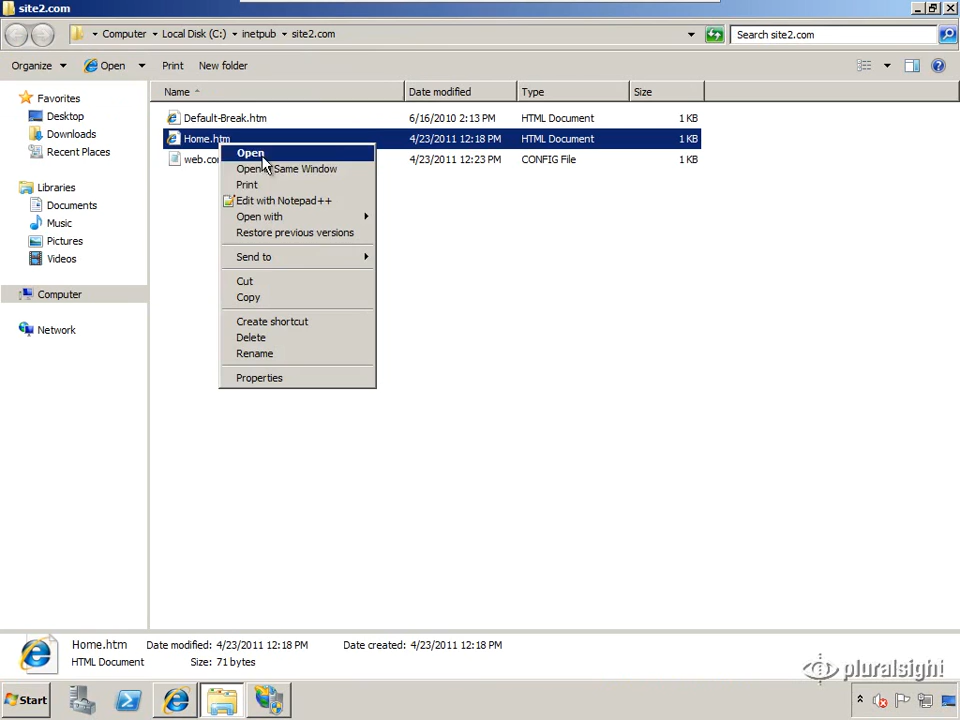 site2.com
Computer Local Disk (C:) inetpub site2.com
Search site2.com
Organize Open Print New folder
Name Date modified Type Size
Favorites
Desktop
Downloads
Recent Places
Libraries
Documents
Music
Pictures
Videos
Computer
Network
Default-Break.htm 6/16/2010 2:13 PM HTML Document 1 KB
Home.htm 4/23/2011 12:18 PM HTML Document 1 KB
4/23/2011 12:23 PM CONFIG File 1 KB
Open
Same Window
Print
Edit with Notepad++
Open with
Restore previous versions
Send to
Cut
Copy
Create shortcut
Delete
Rename
Properties
Home.htm Date modified: 4/23/2011 12:18 PM Date created: 4/23/2011 12:18 PM
HTML Document Size: 71 bytes
pluralsight
Start